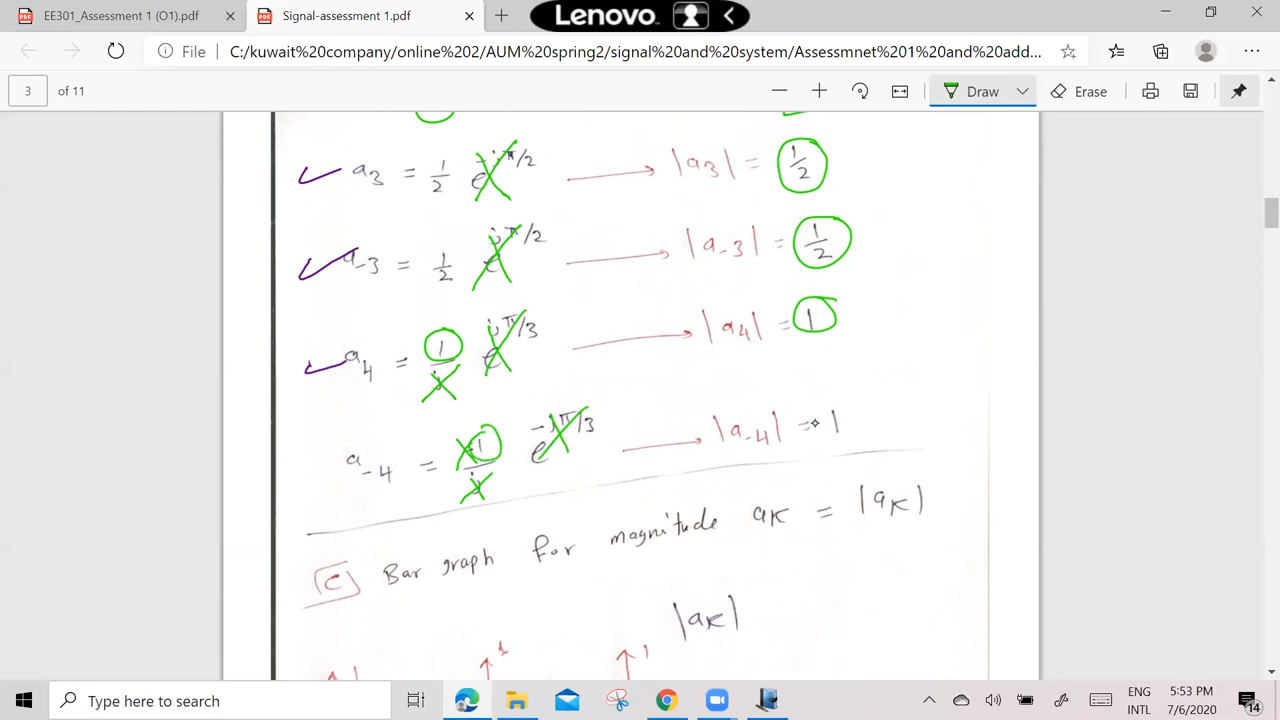 EE301_Assessment 1 (O1).pdf
Signal-assessment 1.pdf
Lenovo
File
C:/kuwait%20company/online%202/AUM%20spring2/signal%20and%20system/Assessmnet%201%20and%20add...
3 of 11
Draw
Erase
a3 = 1/2 e^-jπ/2 → |a3| = 1/2
a-3 = 1/2 e^jπ/2 → |a-3| = 1/2
a4 = 1/j e^jπ/3 → |a4| = 1
a-4 = -1/j e^-jπ/3 → |a-4| = 1
C Bar graph for magnitude aK = |aK|
|aK|
1 1 1
Type here to search
ENG
INTL
5:53 PM
7/6/2020
14